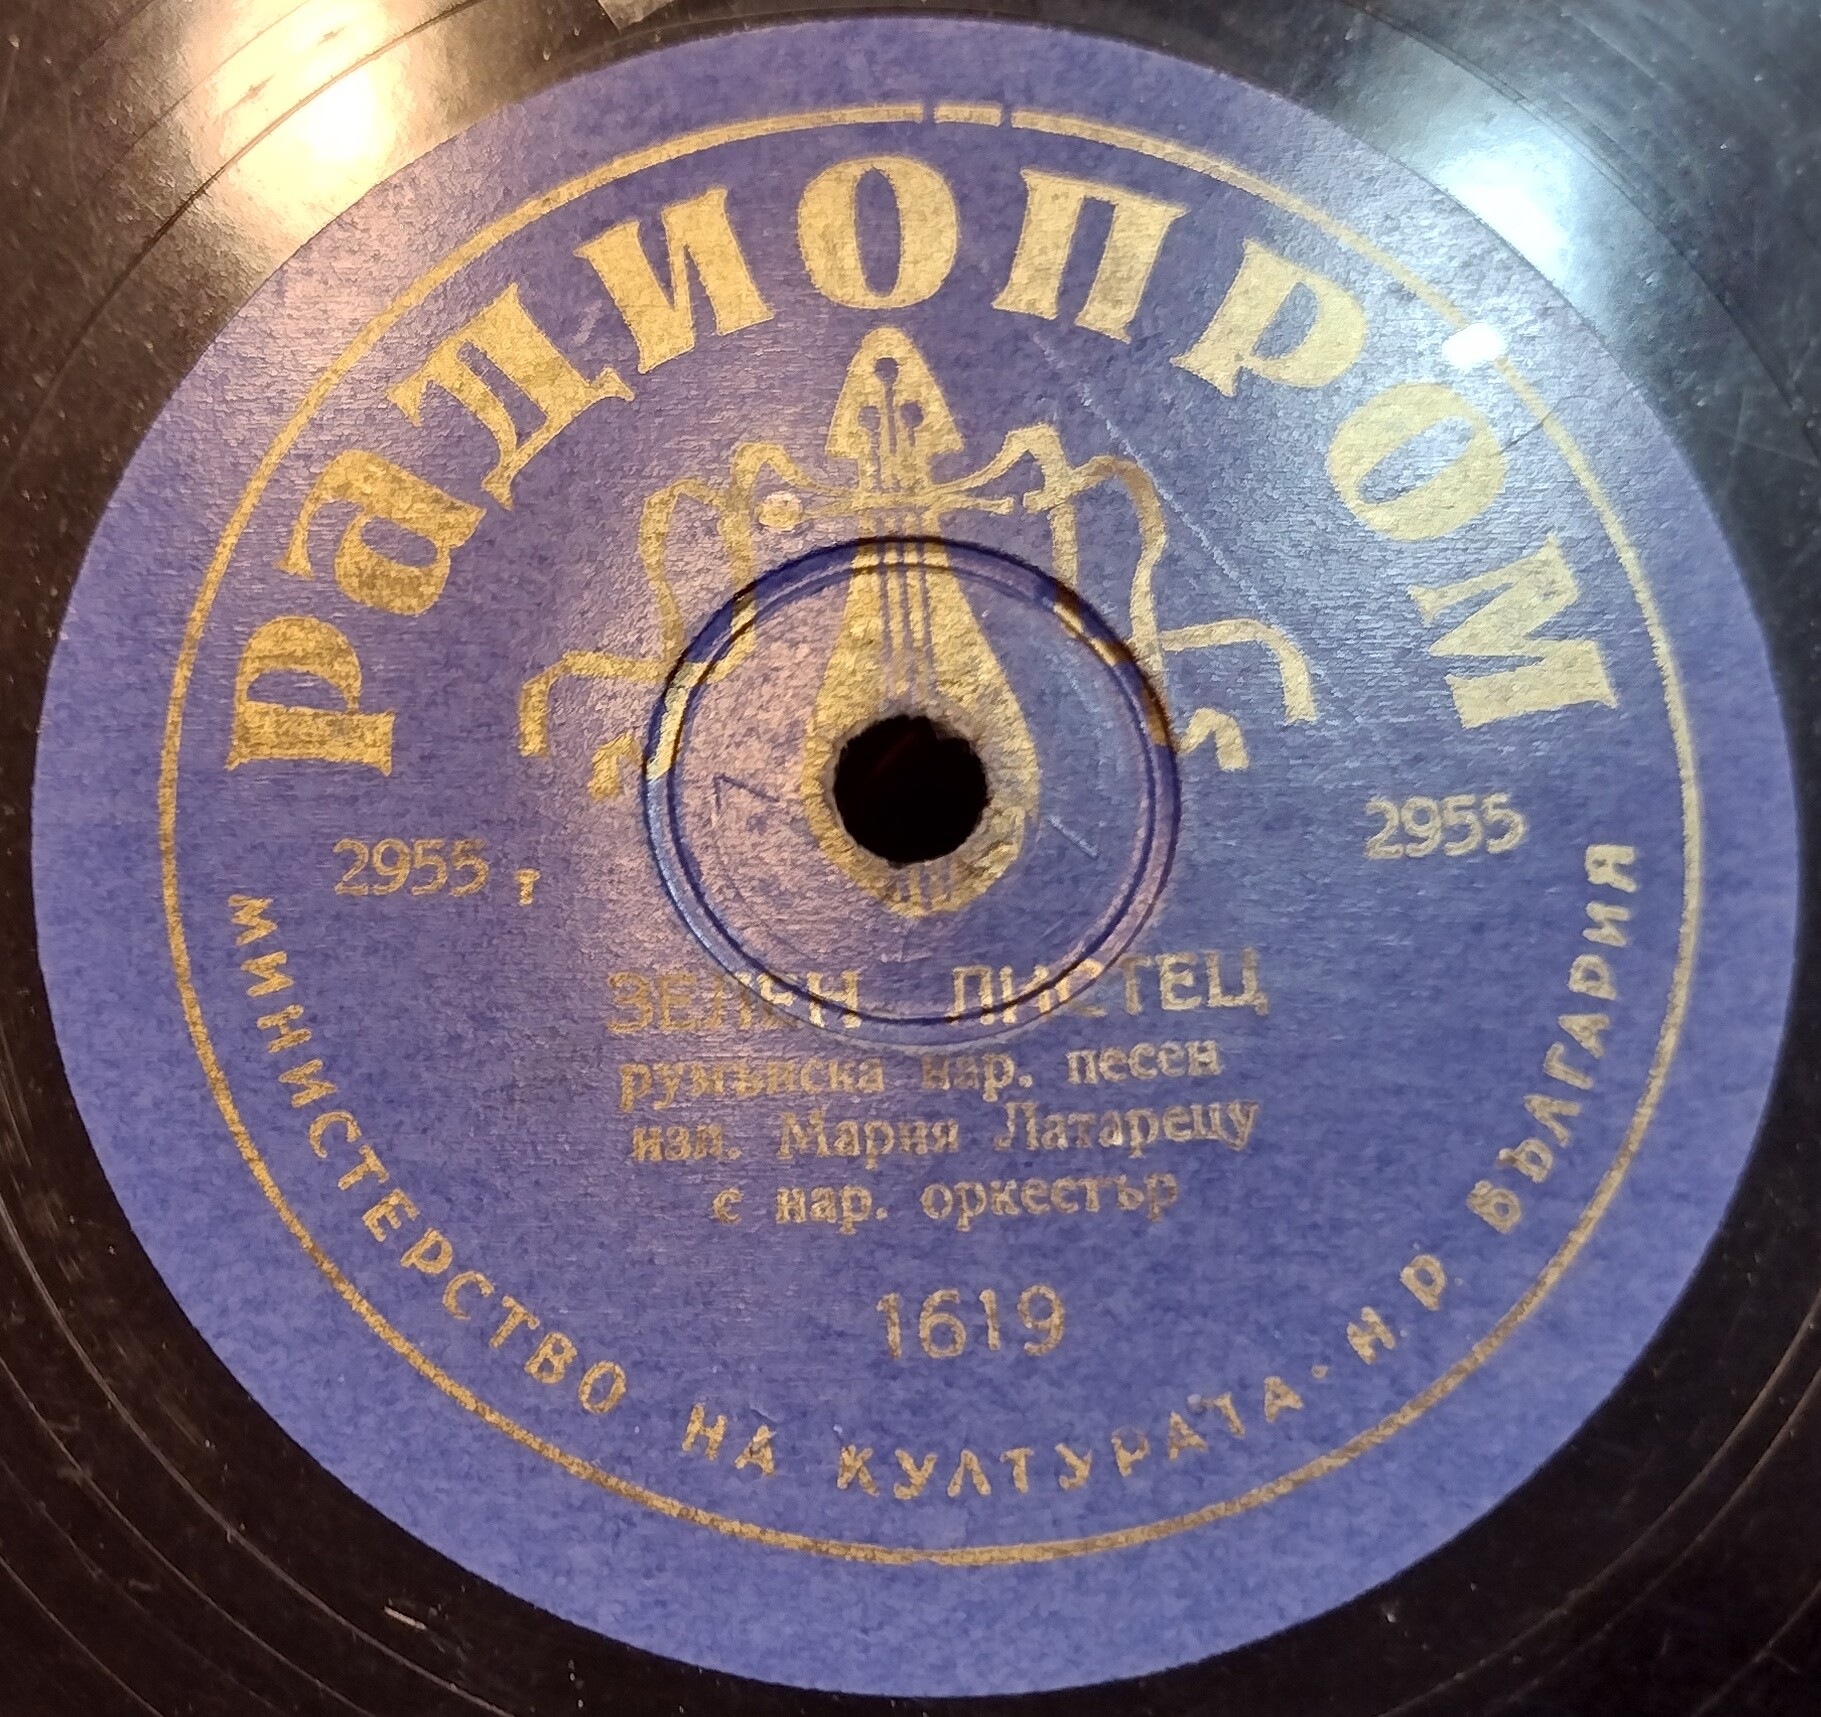 РАДИОПРОМ
2955 т
2955
ЗЕЛЕН ЛИСТЕЦ
румънска нар. песен
изп. Мария Латарецу
с нар. оркестър
1619
МИНИСТЕРСТВО НА КУЛТУРАТА · Н. Р. БЪЛГАРИЯ